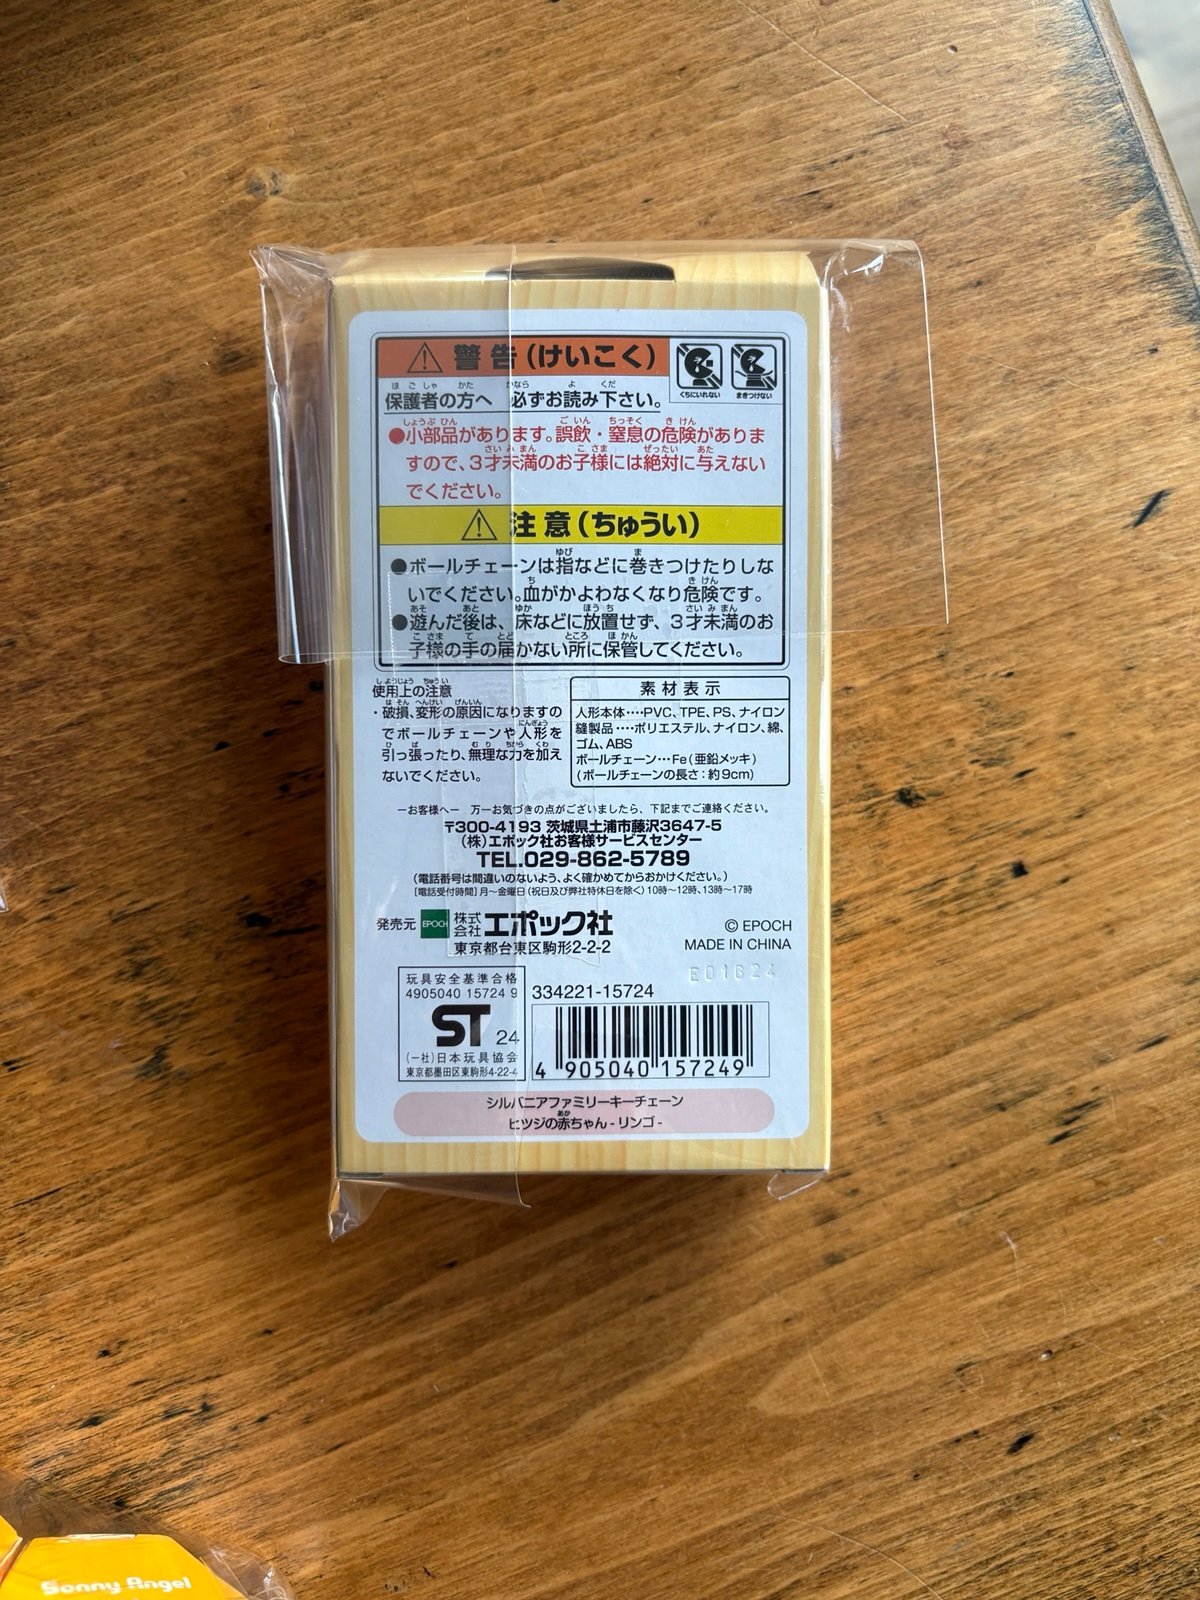 警告(けいこく)
くちにいれない
まきつけない
保護者の方へ 必ずお読み下さい。
●小部品があります。誤飲・窒息の危険がありま
すので、3才未満のお子様には絶対に与えない
でください。
注意(ちゅうい)
●ボールチェーンは指などに巻きつけたりしな
いでください。血がかよわなくなり危険です。
●遊んだ後は、床などに放置せず、3才未満のお
子様の手の届かない所に保管してください。
使用上の注意
・破損、変形の原因になりますの
でボールチェーンや人形を
引っ張ったり、無理な力を加え
ないでください。
素材表示
人形本体‥‥PVC、TPE、PS、ナイロン
縫製品‥‥ポリエステル、ナイロン、綿、
ゴム、ABS
ボールチェーン…Fe(亜鉛メッキ)
(ボールチェーンの長さ:約9cm)
ーお客様へー 万一お気づきの点がございましたら、下記までご連絡ください。
〒300-4193 茨城県土浦市藤沢3647-5
(株)エポック社お客様サービスセンター
TEL.029-862-5789
(電話番号は間違いのないよう、よく確かめてからおかけください。)
[電話受付時間]月〜金曜日(祝日及び弊社特休日を除く)10時〜12時、13時〜17時
発売元 EPOCH 株式会社 エポック社
東京都台東区駒形2-2-2
© EPOCH
MADE IN CHINA
E01G24
玩具安全基準合格
4905040 15724 9
ST 24
(一社)日本玩具協会
東京都墨田区東駒形4-22-4
334221-15724
4 905040 157249
シルバニアファミリーキーチェーン
ヒツジの赤ちゃん-リンゴ-
Sonny Angel